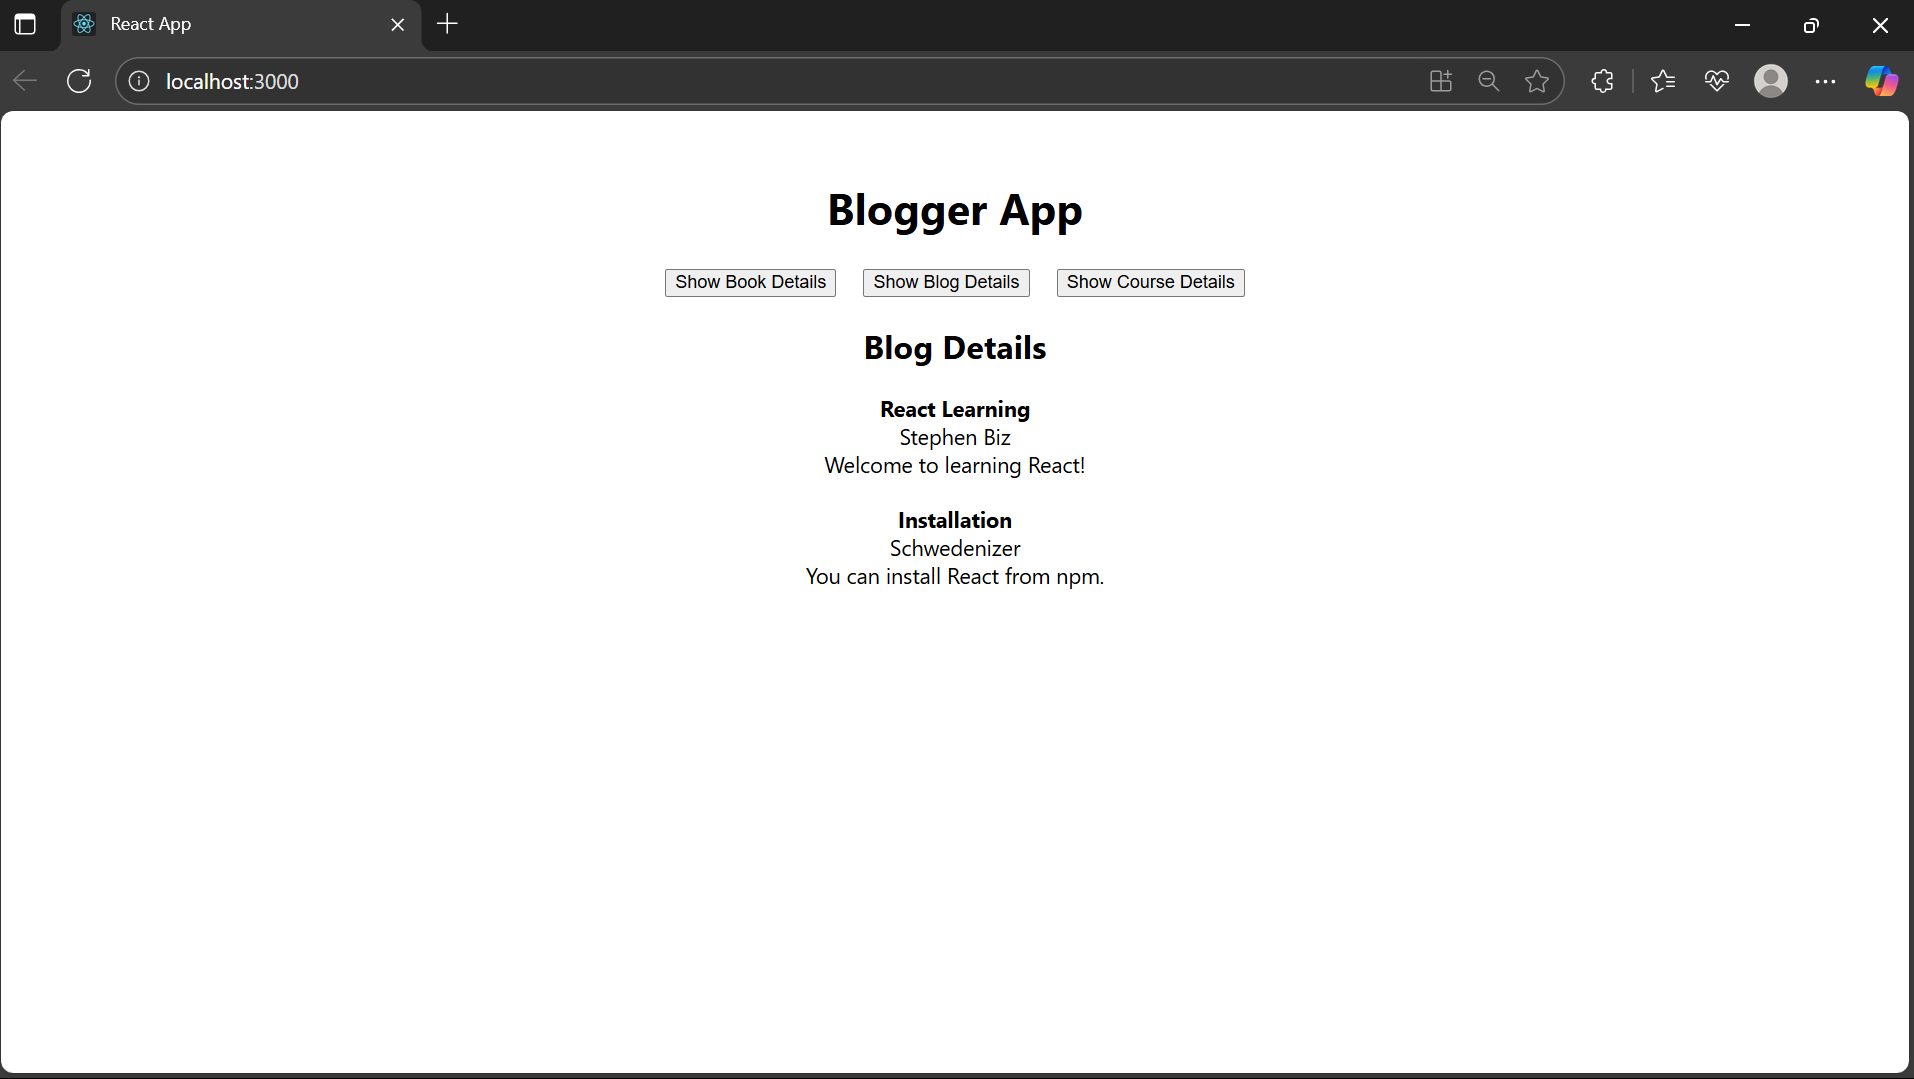 React App
localhost:3000
Blogger App
Show Book Details Show Blog Details Show Course Details
Blog Details
React Learning
Stephen Biz
Welcome to learning React!
Installation
Schwedenizer
You can install React from npm.